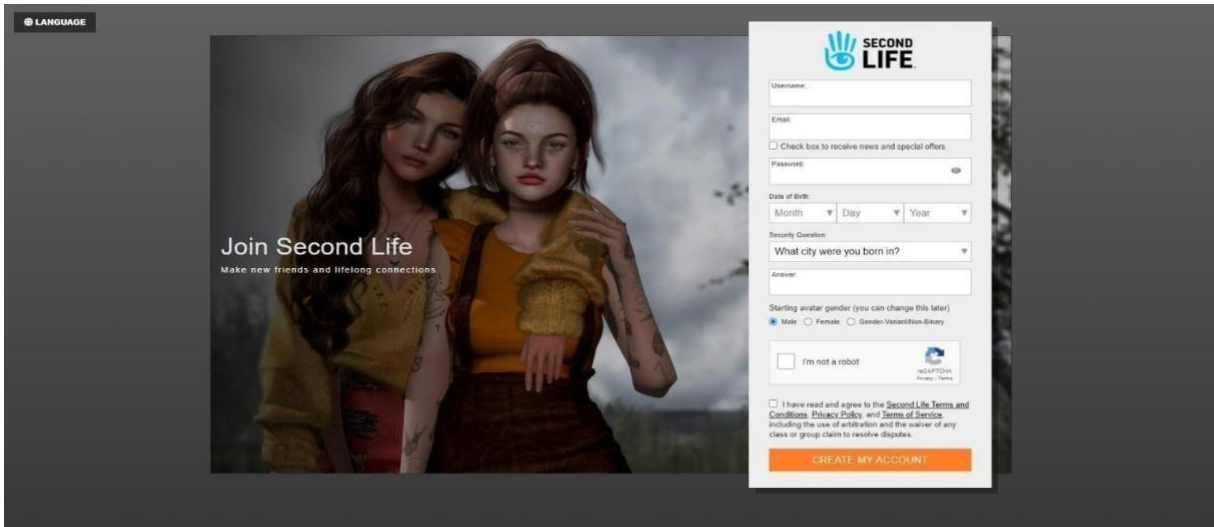 LANGUAGE
SECOND
LIFE
Join Second Life
Make new friends and lifelong connections.
Username:
Email:
Check box to receive news and special offers.
Password:
Date of Birth:
Month Day Year
Security Question:
What city were you born in?
Answer:
Starting avatar gender (you can change this later)
Male Female Gender-Variant/Non-Binary
I'm not a robot
reCAPTCHA
Privacy - Terms
I have read and agree to the Second Life Terms and
Conditions, Privacy Policy, and Terms of Service,
including the use of arbitration and the waiver of any
class or group claim to resolve disputes.
CREATE MY ACCOUNT